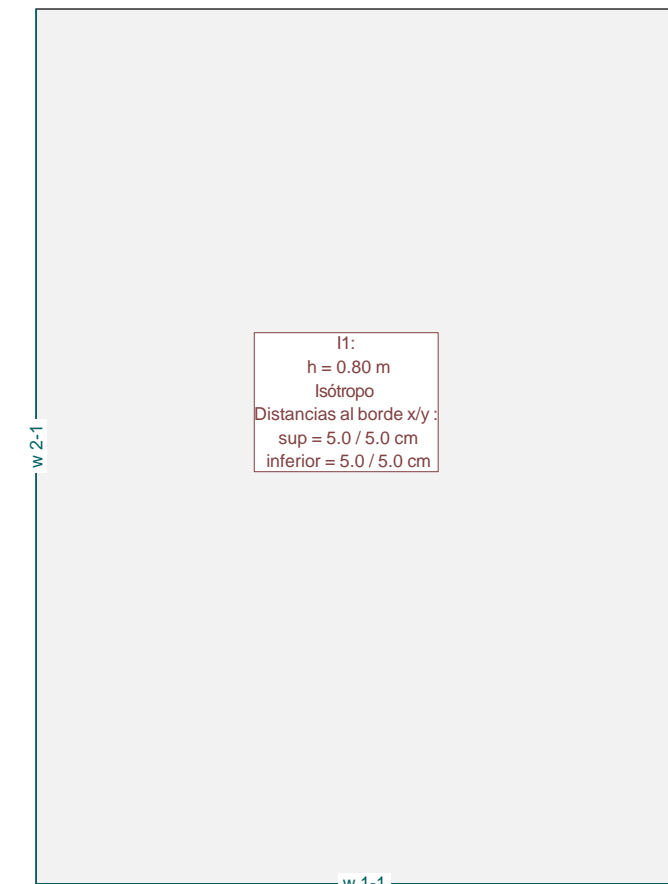 I1:
h = 0.80 m
Isótropo
Distancias al borde x/y :
sup = 5.0 / 5.0 cm
inferior = 5.0 / 5.0 cm
w 2-1
w 1-1